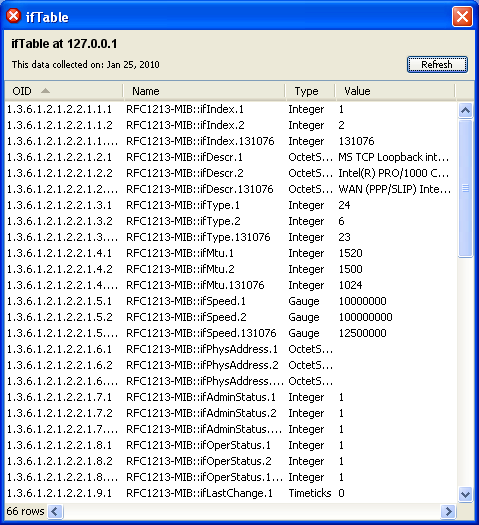 ifTable
ifTable at 127.0.0.1
This data collected on: Jan 25, 2010
Refresh
OID Name Type Value
1.3.6.1.2.1.2.2.1.1.1 RFC1213-MIB::ifIndex.1 Integer 1
1.3.6.1.2.1.2.2.1.1.2 RFC1213-MIB::ifIndex.2 Integer 2
1.3.6.1.2.1.2.2.1.1.... RFC1213-MIB::ifIndex.131076 Integer 131076
1.3.6.1.2.1.2.2.1.2.1 RFC1213-MIB::ifDescr.1 OctetS... MS TCP Loopback int...
1.3.6.1.2.1.2.2.1.2.2 RFC1213-MIB::ifDescr.2 OctetS... Intel(R) PRO/1000 C...
1.3.6.1.2.1.2.2.1.2.... RFC1213-MIB::ifDescr.131076 OctetS... WAN (PPP/SLIP) Inte...
1.3.6.1.2.1.2.2.1.3.1 RFC1213-MIB::ifType.1 Integer 24
1.3.6.1.2.1.2.2.1.3.2 RFC1213-MIB::ifType.2 Integer 6
1.3.6.1.2.1.2.2.1.3.... RFC1213-MIB::ifType.131076 Integer 23
1.3.6.1.2.1.2.2.1.4.1 RFC1213-MIB::ifMtu.1 Integer 1520
1.3.6.1.2.1.2.2.1.4.2 RFC1213-MIB::ifMtu.2 Integer 1500
1.3.6.1.2.1.2.2.1.4.... RFC1213-MIB::ifMtu.131076 Integer 1024
1.3.6.1.2.1.2.2.1.5.1 RFC1213-MIB::ifSpeed.1 Gauge 10000000
1.3.6.1.2.1.2.2.1.5.2 RFC1213-MIB::ifSpeed.2 Gauge 100000000
1.3.6.1.2.1.2.2.1.5.... RFC1213-MIB::ifSpeed.131076 Gauge 12500000
1.3.6.1.2.1.2.2.1.6.1 RFC1213-MIB::ifPhysAddress.1 OctetS...
1.3.6.1.2.1.2.2.1.6.2 RFC1213-MIB::ifPhysAddress.2 OctetS...
1.3.6.1.2.1.2.2.1.6.... RFC1213-MIB::ifPhysAddress.... OctetS...
1.3.6.1.2.1.2.2.1.7.1 RFC1213-MIB::ifAdminStatus.1 Integer 1
1.3.6.1.2.1.2.2.1.7.2 RFC1213-MIB::ifAdminStatus.2 Integer 1
1.3.6.1.2.1.2.2.1.7.... RFC1213-MIB::ifAdminStatus.... Integer 1
1.3.6.1.2.1.2.2.1.8.1 RFC1213-MIB::ifOperStatus.1 Integer 1
1.3.6.1.2.1.2.2.1.8.2 RFC1213-MIB::ifOperStatus.2 Integer 1
1.3.6.1.2.1.2.2.1.8.... RFC1213-MIB::ifOperStatus.1... Integer 1
1.3.6.1.2.1.2.2.1.9.1 RFC1213-MIB::ifLastChange.1 Timeticks 0
66 rows